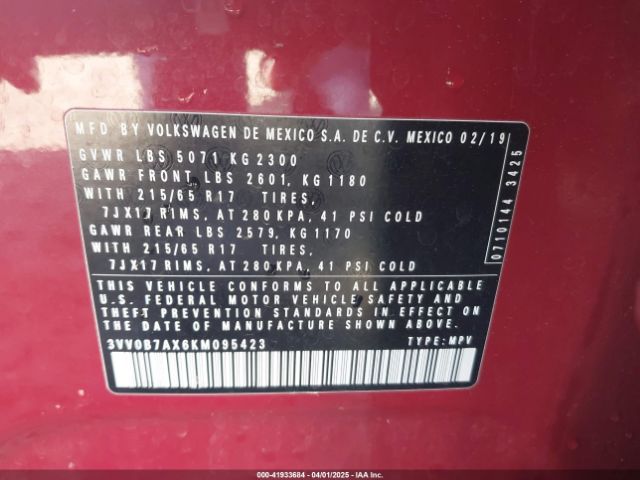 MFD BY VOLKSWAGEN DE MEXICO S.A. DE C.V. MEXICO 02/19
GVWR LBS 5071 KG 2300
GAWR FRONT LBS 2601, KG 1180
WITH 215/65 R17 TIRES,
7JX17 RIMS, AT 280 KPA, 41 PSI COLD
GAWR REAR LBS 2579, KG 1170
WITH 215/65 R17 TIRES,
7JX17 RIMS, AT 280 KPA, 41 PSI COLD
THIS VEHICLE CONFORMS TO ALL APPLICABLE
U.S. FEDERAL MOTOR VEHICLE SAFETY AND
THEFT PREVENTION STANDARDS IN EFFECT ON
THE DATE OF MANUFACTURE SHOWN ABOVE.
3VV0B7AX6KM095423 TYPE: MPV
0710144 3425
000-41933684 - 04/01/2025 - IAA Inc.